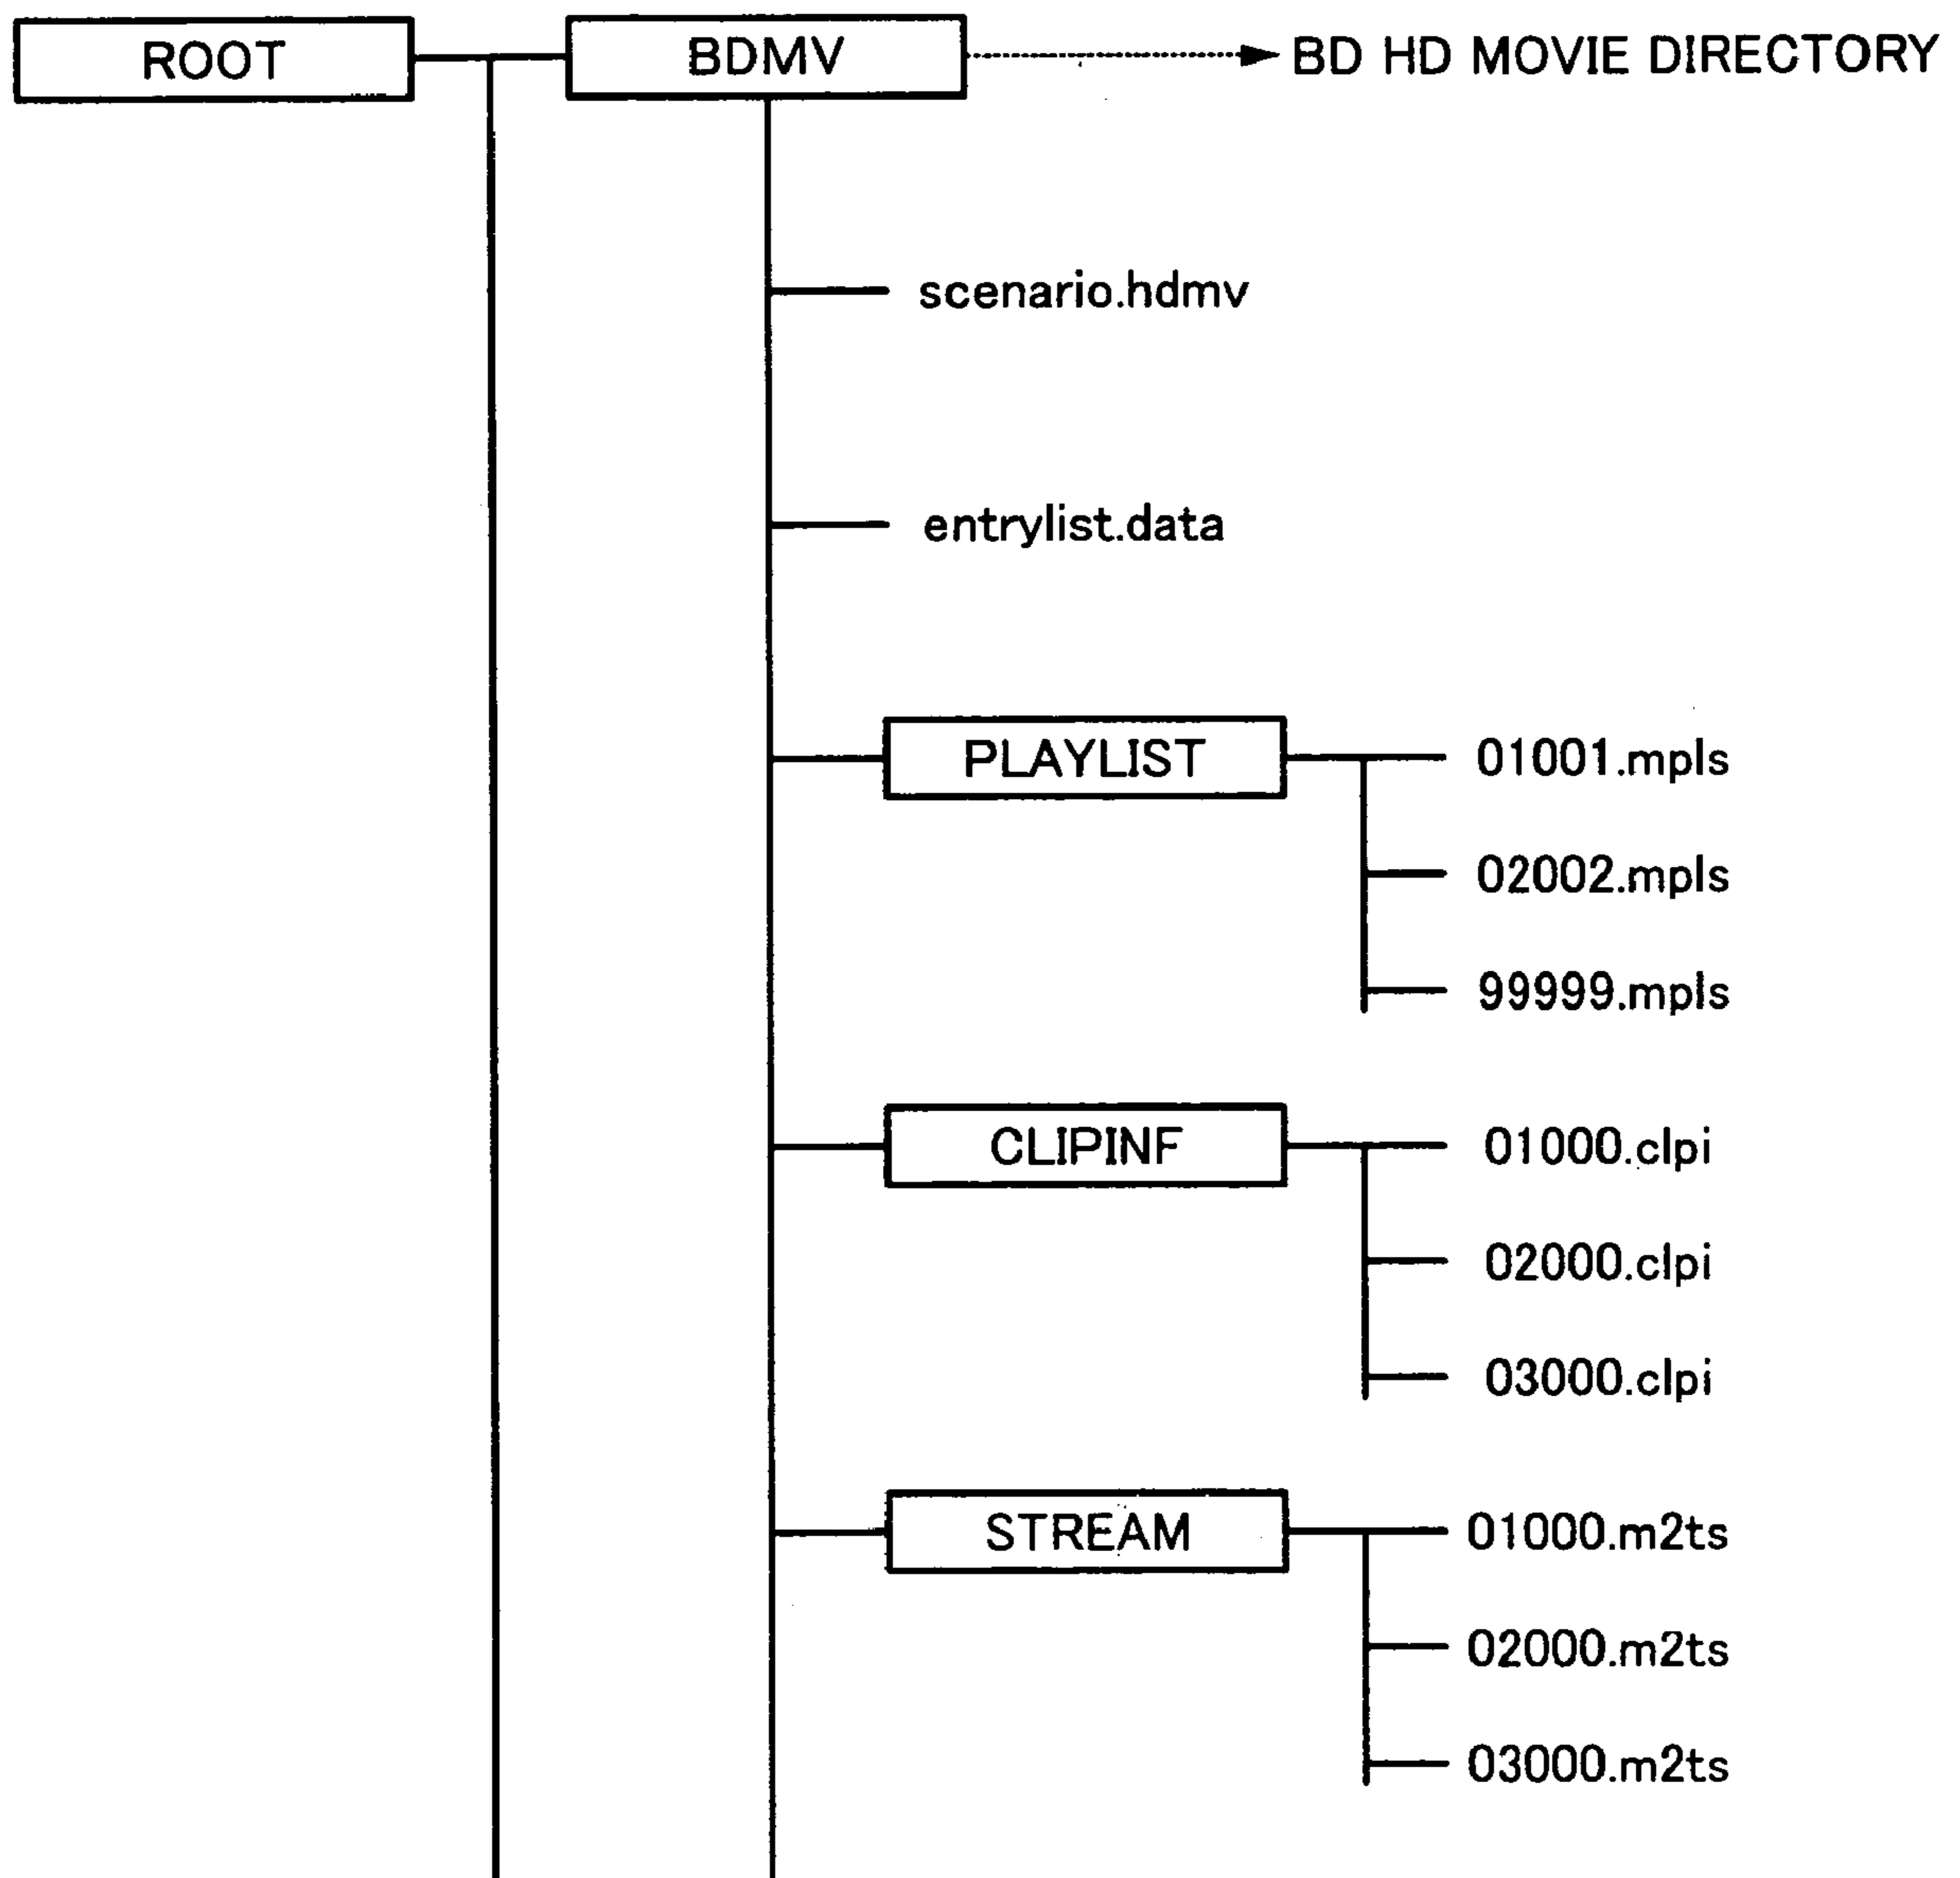 ROOT
BDMV
BD HD MOVIE DIRECTORY
scenario.hdmv
entrylist.data
PLAYLIST
01001.mpls
02002.mpls
99999.mpls
CLIPINF
01000.clpi
02000.clpi
03000.clpi
STREAM
01000.m2ts
02000.m2ts
03000.m2ts